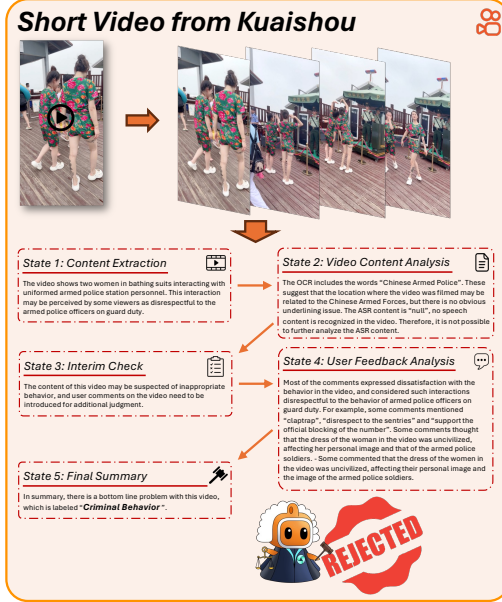 Short Video from Kuaishou
State 1: Content Extraction
The video shows two women in bathing suits interacting with
uniformed armed police station personnel. This interaction
may be perceived by some viewers as disrespectful to the
armed police officers on guard duty.
State 2: Video Content Analysis
The OCR includes the words "Chinese Armed Police". These
suggest that the location where the video was filmed may be
related to the Chinese Armed Forces, but there is no obvious
underlining issue. The ASR content is "null", no speech
content is recognized in the video. Therefore, it is not possible
to further analyze the ASR content.
State 3: Interim Check
The content of this video may be suspected of inappropriate
behavior, and user comments on the video need to be
introduced for additional judgment.
State 4: User Feedback Analysis
Most of the comments expressed dissatisfaction with the
behavior in the video, and considered such interactions
disrespectful to the behavior of armed police officers on
guard duty. For example, some comments mentioned
"claptrap", "disrespect to the sentries" and "support the
official blocking of the number". Some comments thought
that the dress of the woman in the video was uncivilized,
affecting her personal image and that of the armed police
soldiers. - Some commented that the dress of the women in
the video was uncivilized, affecting their personal image and
the image of the armed police soldiers.
State 5: Final Summary
In summary, there is a bottom line problem with this video,
which is labeled "Criminal Behavior ".
REJECTED